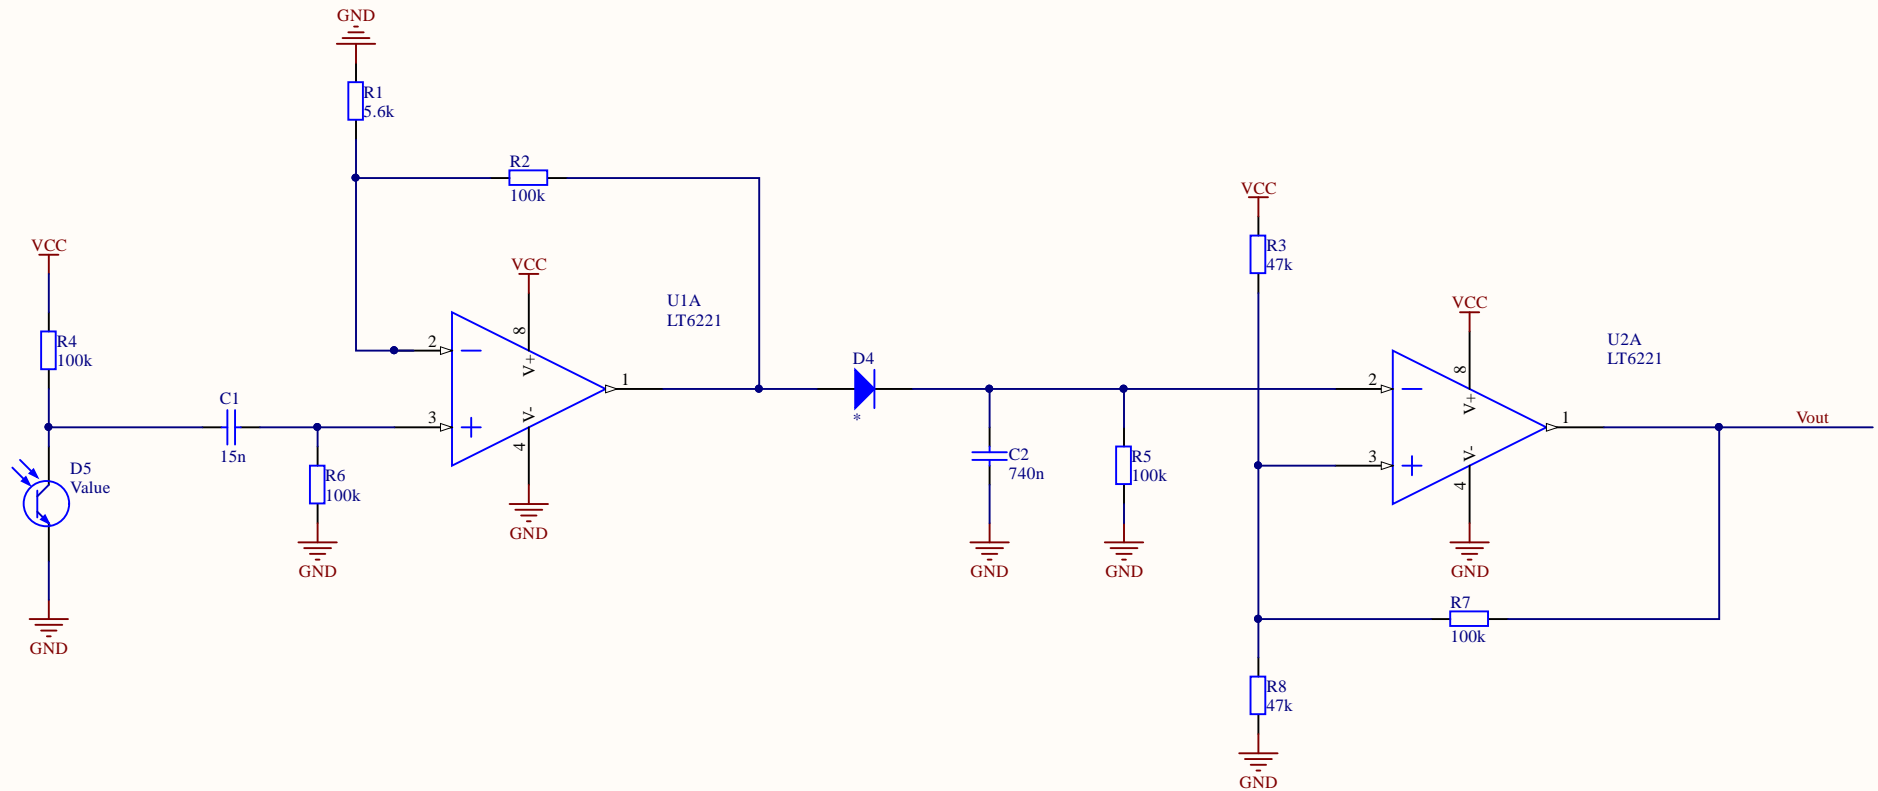 GND
R1
5.6k
R2
100k
VCC
R4
100k
D5
Value
GND
C1
15n
R6
100k
GND
VCC
8
V+
2
3
V-
4
GND
U1A
LT6221
1
D4
*
C2
740n
GND
R5
100k
GND
VCC
R3
47k
VCC
8
V+
2
3
V-
4
GND
U2A
LT6221
1
Vout
R7
100k
R8
47k
GND